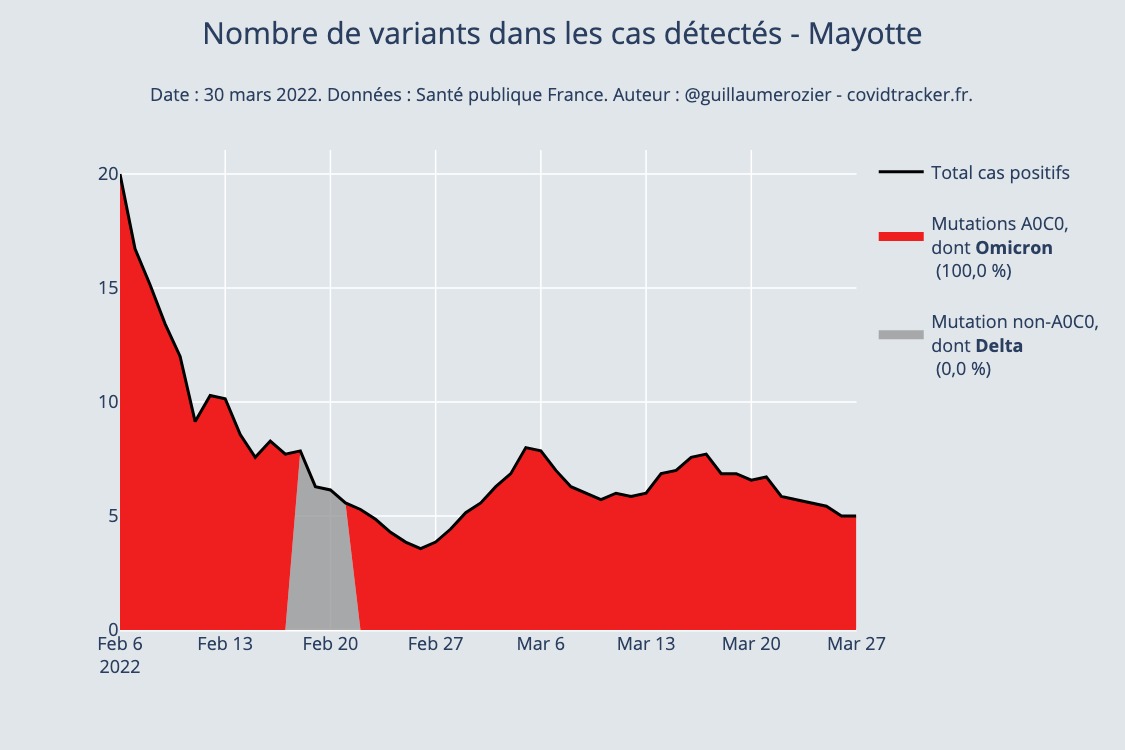 Nombre de variants dans les cas détectés - Mayotte
Date : 30 mars 2022. Données : Santé publique France. Auteur : @guillaumerozier - covidtracker.fr.
20
15
10
5
0
Feb 6
2022
Feb 13
Feb 20
Feb 27
Mar 6
Mar 13
Mar 20
Mar 27
Total cas positifs
Mutations A0C0,
dont Omicron
(100,0 %)
Mutation non-A0C0,
dont Delta
(0,0 %)